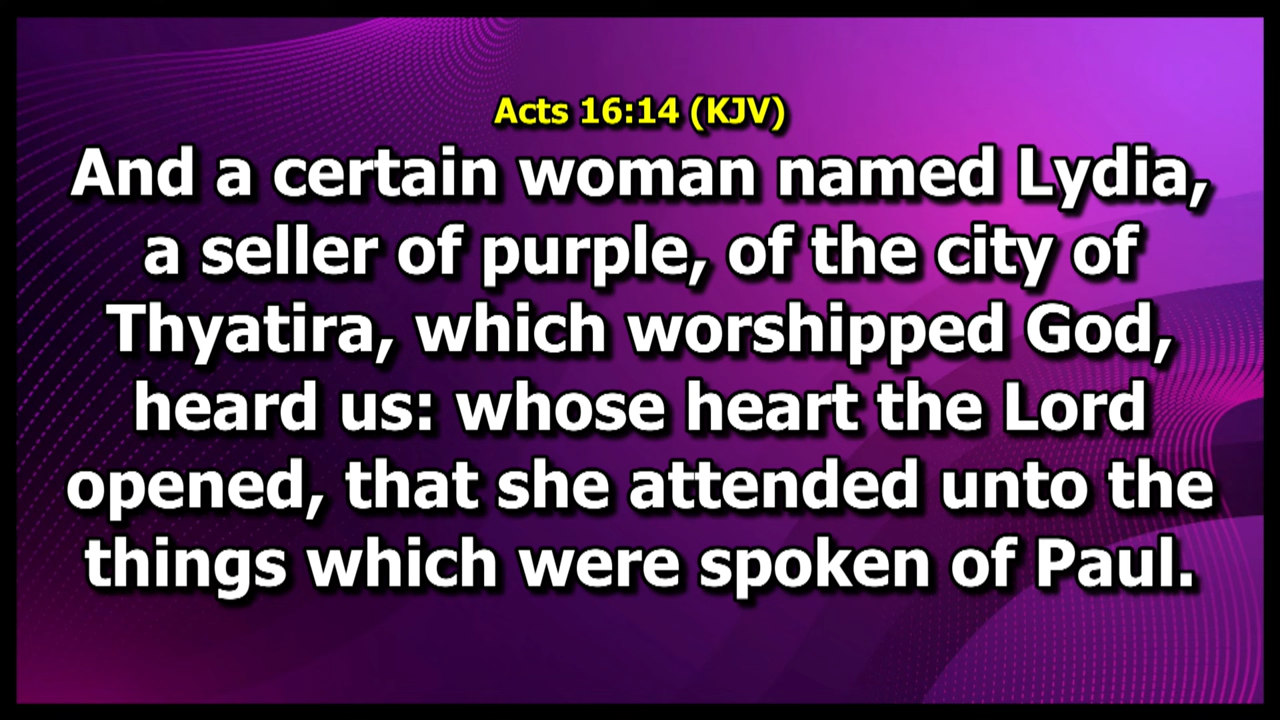 Acts 16:14 (KJV)
And a certain woman named Lydia,
a seller of purple, of the city of
Thyatira, which worshipped God,
heard us: whose heart the Lord
opened, that she attended unto the
things which were spoken of Paul.